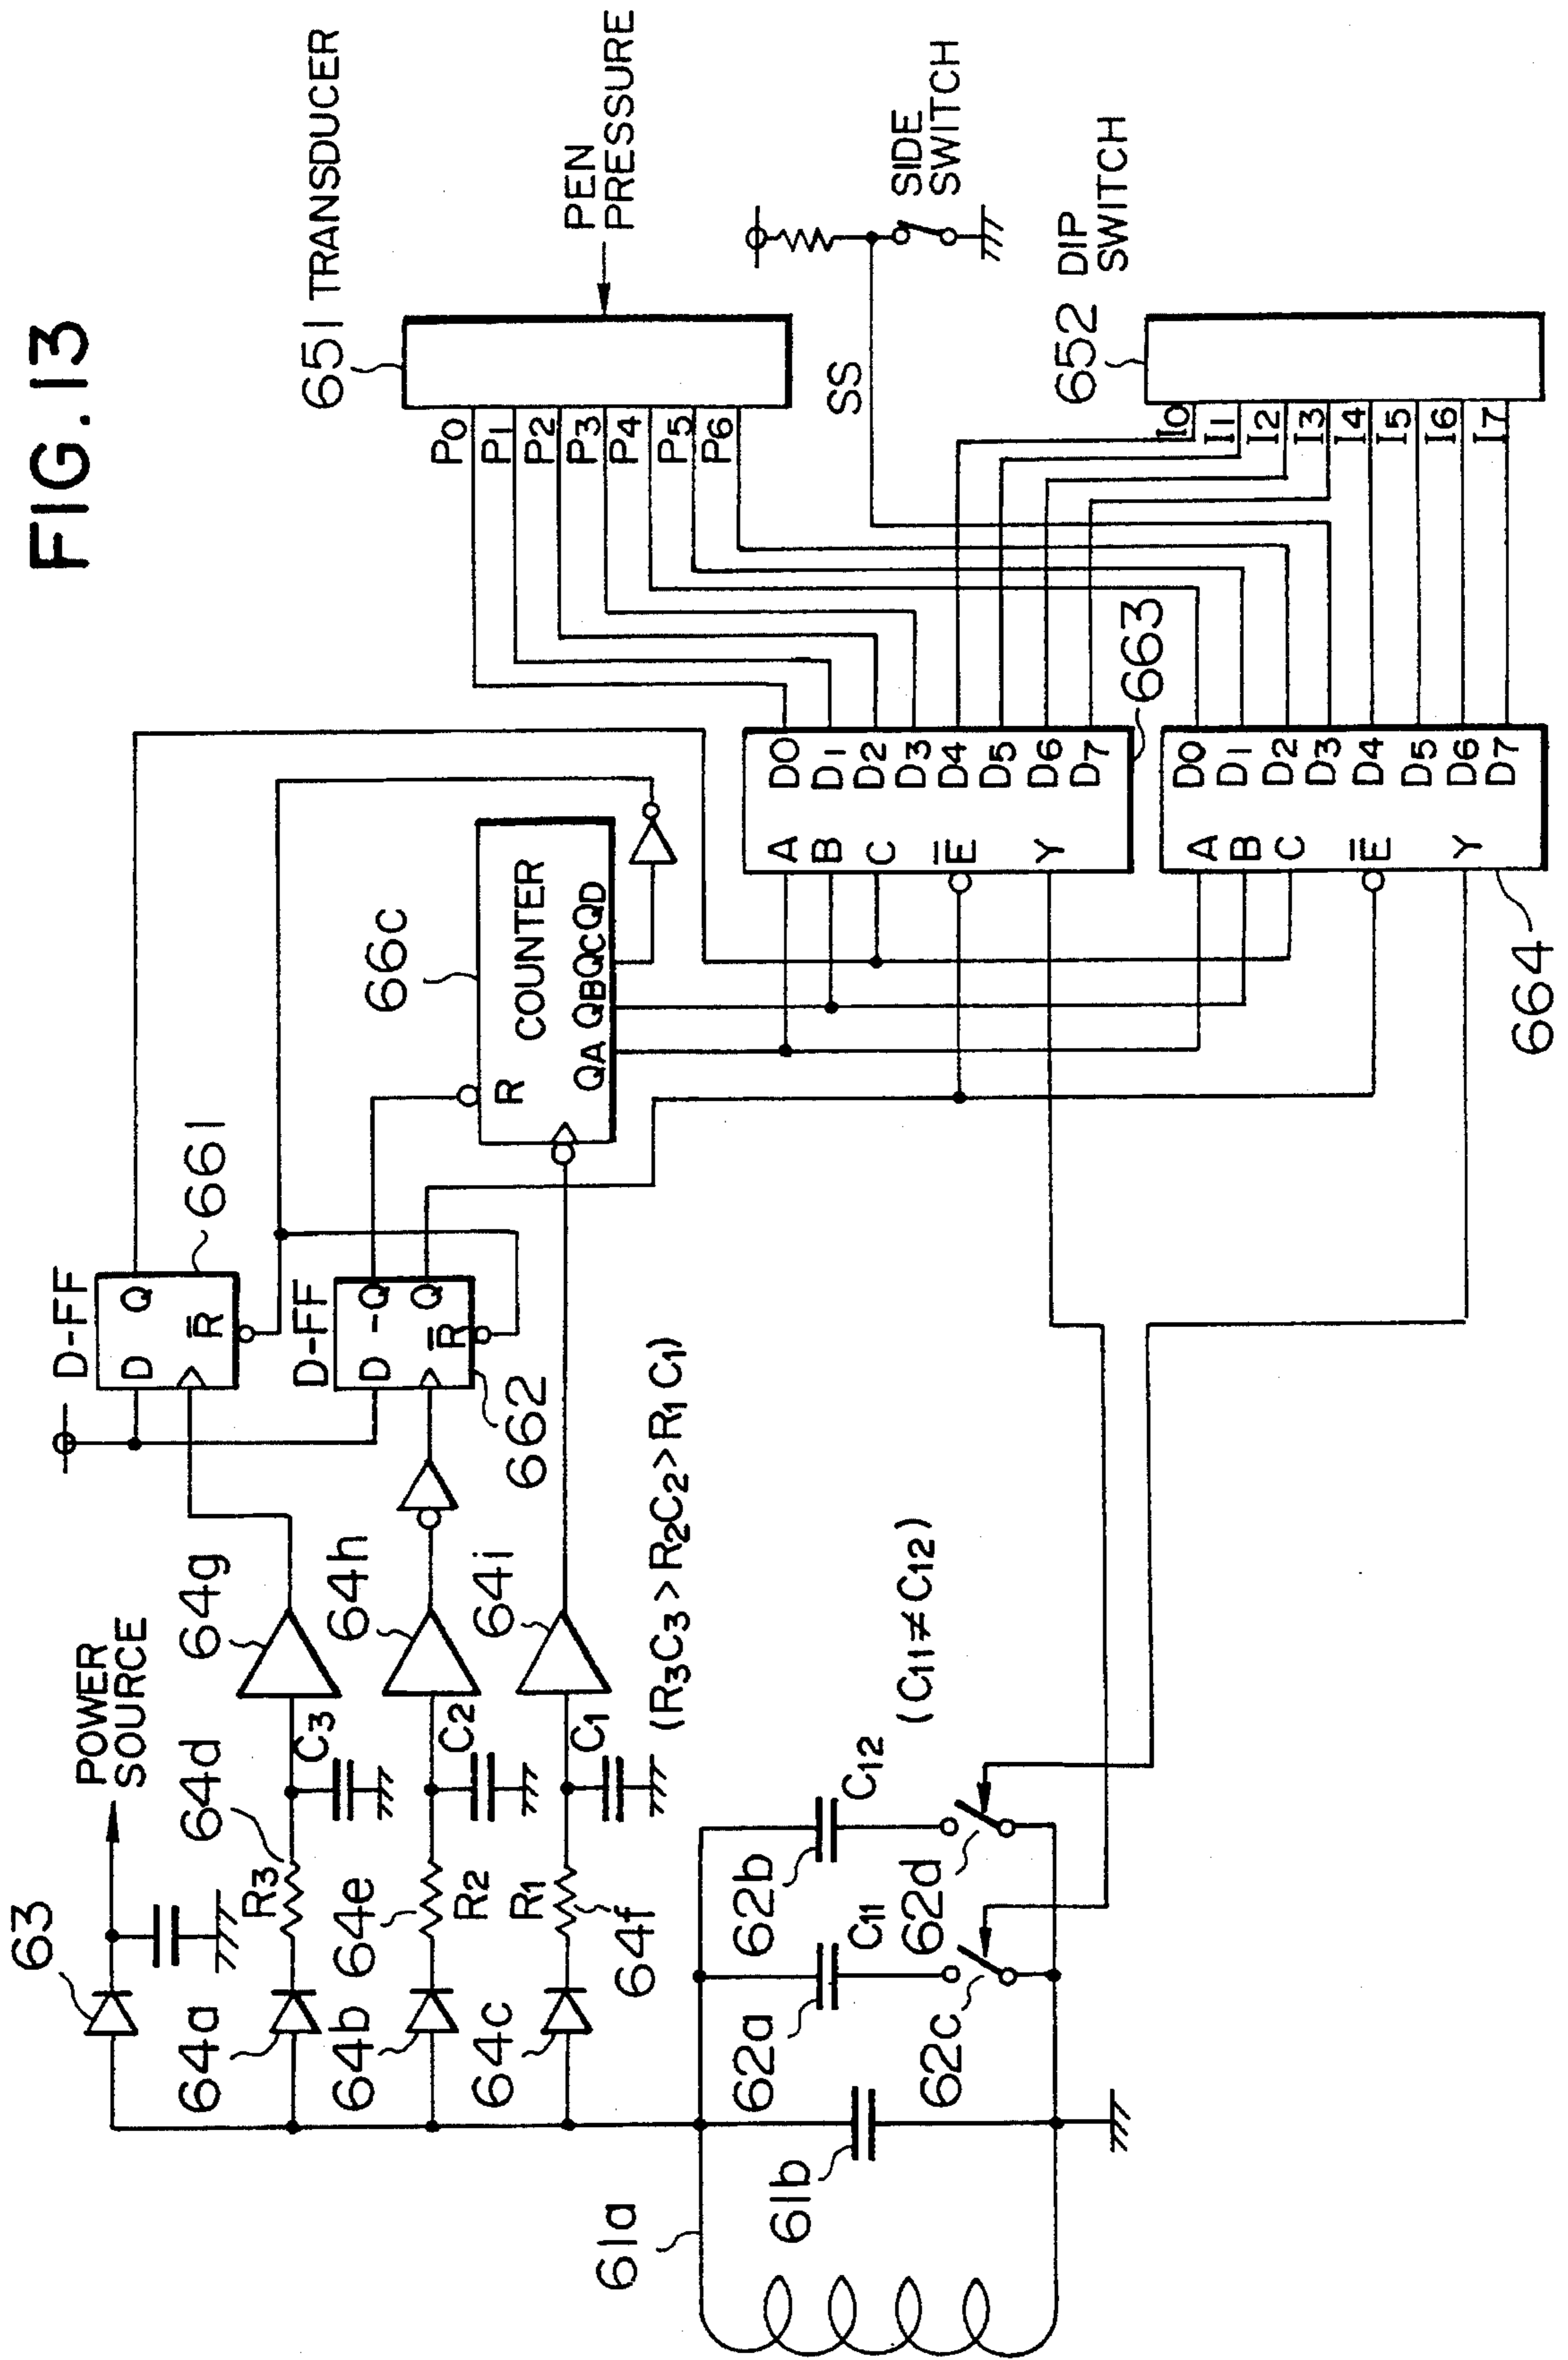 FIG. 13
651 TRANSDUCER
PEN
PRESSURE
P0
P1
P2
P3
P4
P5
P6
SS
SIDE
SWITCH
652 DIP
SWITCH
I0
I1
I2
I3
I4
I5
I6
I7
D-FF
661
D
Q
R
D-FF
662
D
Q
Q
R
66c
COUNTER
R
QA QB QC QD
663
A
B
C
E
Y
D0
D1
D2
D3
D4
D5
D6
D7
664
A
B
C
E
Y
D0
D1
D2
D3
D4
D5
D6
D7
POWER
SOURCE
63
64a
64b
64c
64d
64e
64f
R3
R2
R1
C3
C2
C1
64g
64h
64i
(R3C3>R2C2>R1C1)
61a
61b
62a
C11
62b
C12
62c
62d
(C11≠C12)